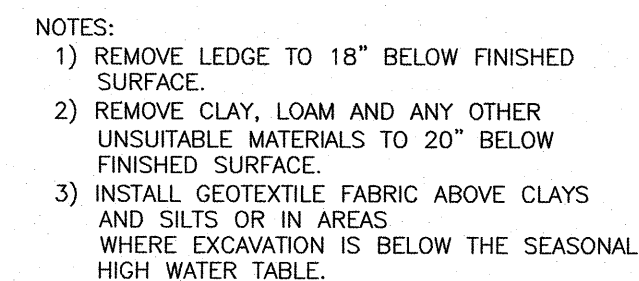 NOTES:
1) REMOVE LEDGE TO 18" BELOW FINISHED
SURFACE.
2) REMOVE CLAY, LOAM AND ANY OTHER
UNSUITABLE MATERIALS TO 20" BELOW
FINISHED SURFACE.
3) INSTALL GEOTEXTILE FABRIC ABOVE CLAYS
AND SILTS OR IN AREAS
WHERE EXCAVATION IS BELOW THE SEASONAL
HIGH WATER TABLE.